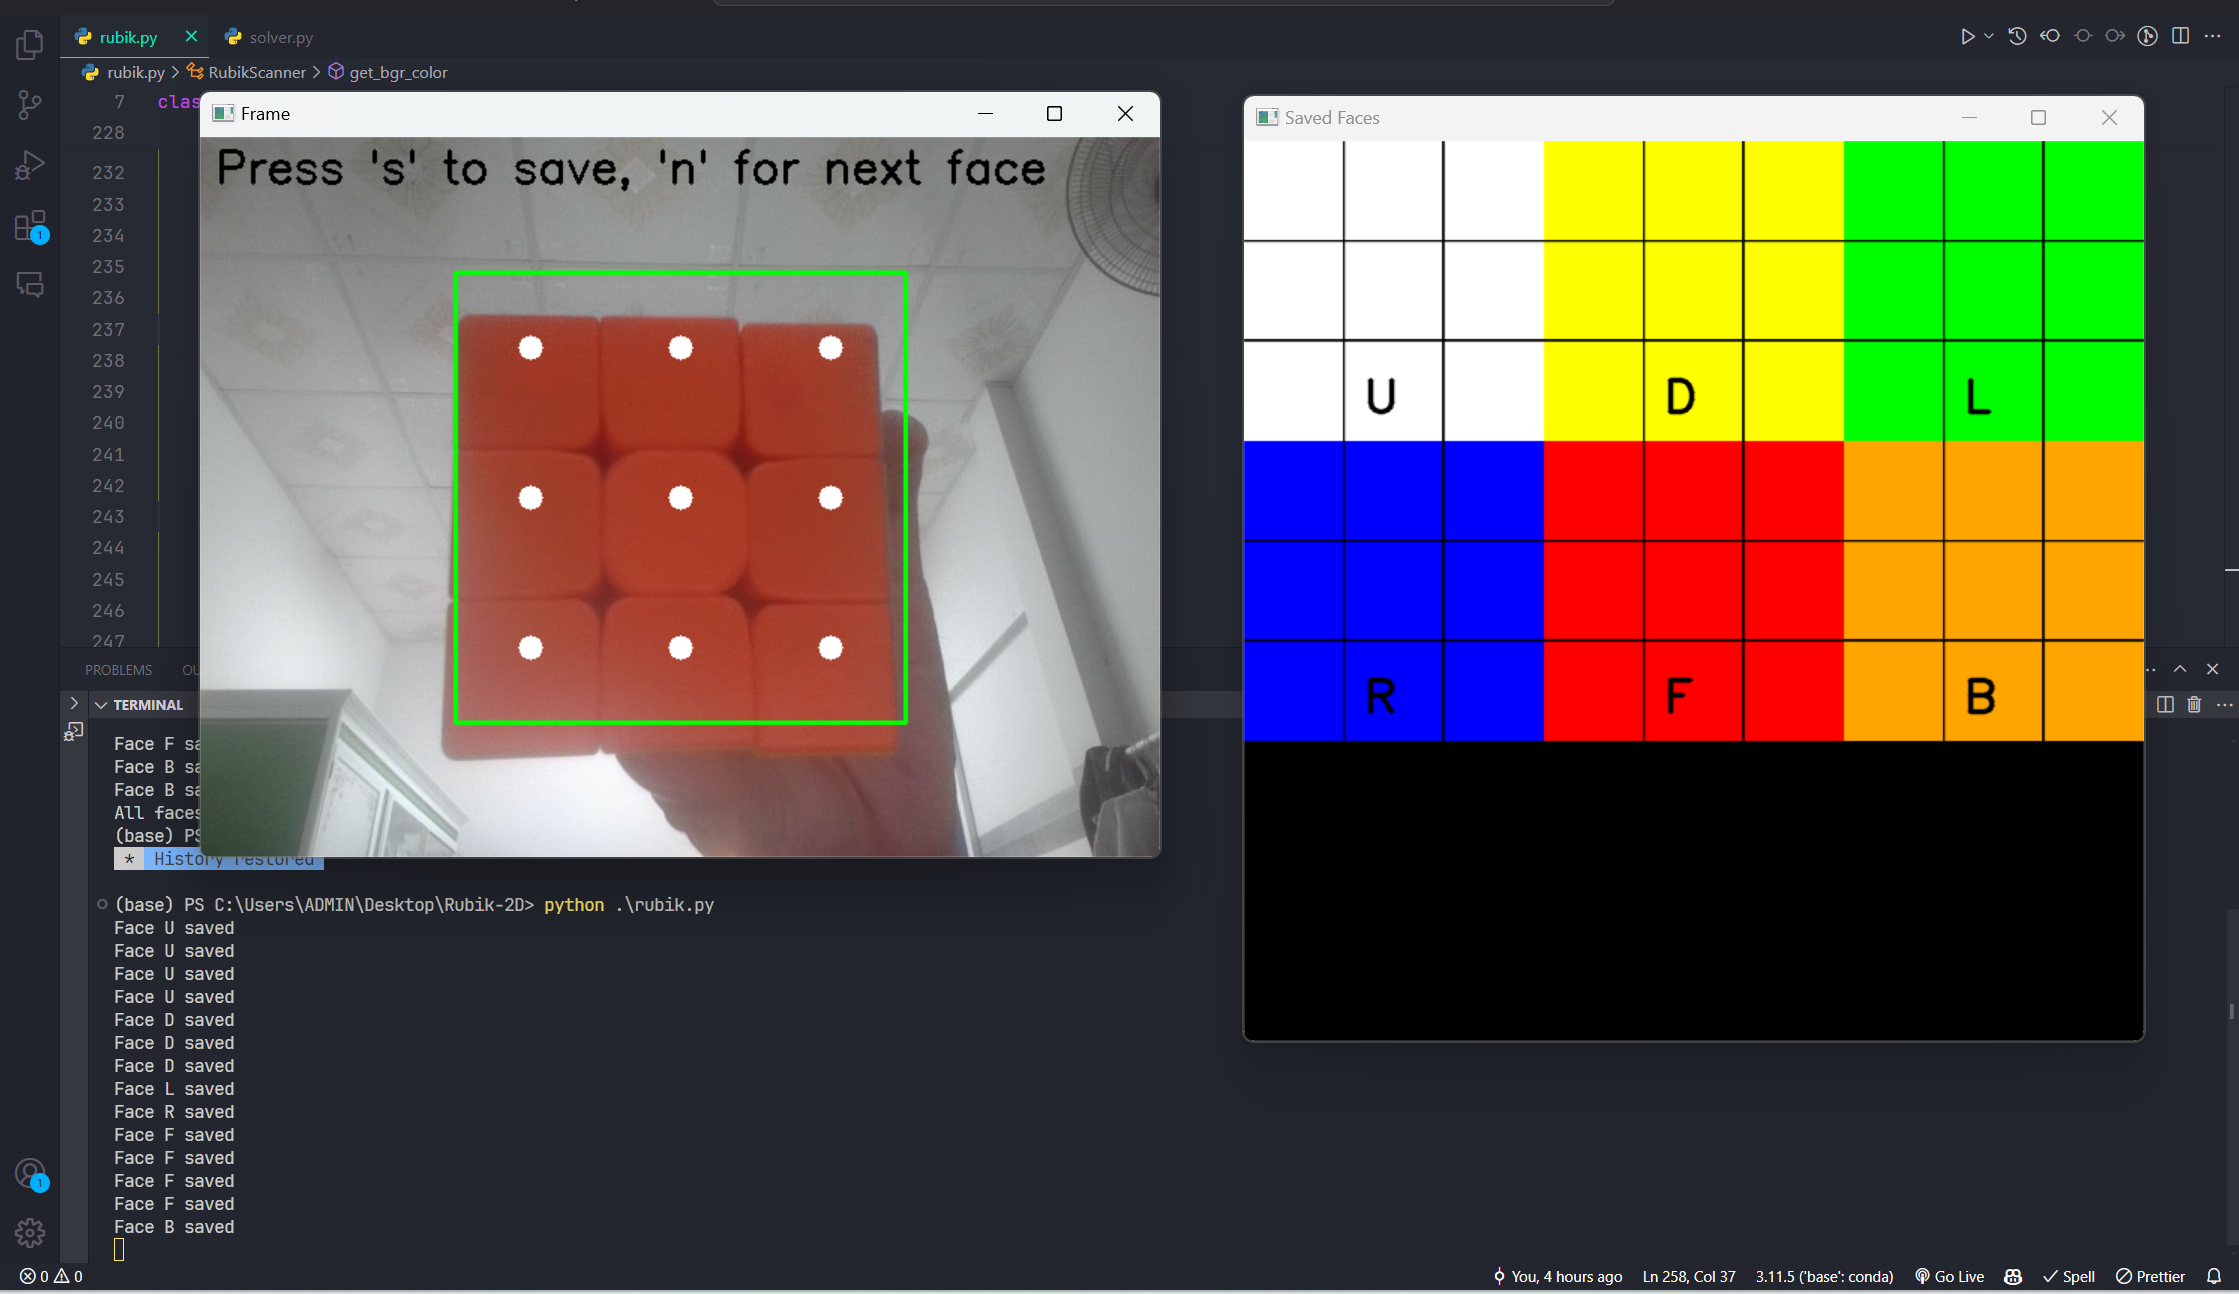 rubik.py
solver.py
rubik.py > RubikScanner > get_bgr_color
7 clas
228
232
233
234
235
236
237
238
239
240
241
242
243
244
245
246
247
Frame
Press 's' to save, 'n' for next face
Saved Faces
U D L
R F B
PROBLEMS OU
TERMINAL
Face F sa
Face B sa
Face B sa
All faces
(base) PS
* History restored
(base) PS C:\Users\ADMIN\Desktop\Rubik-2D> python .\rubik.py
Face U saved
Face U saved
Face U saved
Face U saved
Face D saved
Face D saved
Face D saved
Face L saved
Face R saved
Face F saved
Face F saved
Face F saved
Face F saved
Face B saved
1
1
0 0
You, 4 hours ago Ln 258, Col 37 3.11.5 ('base': conda) Go Live Spell Prettier